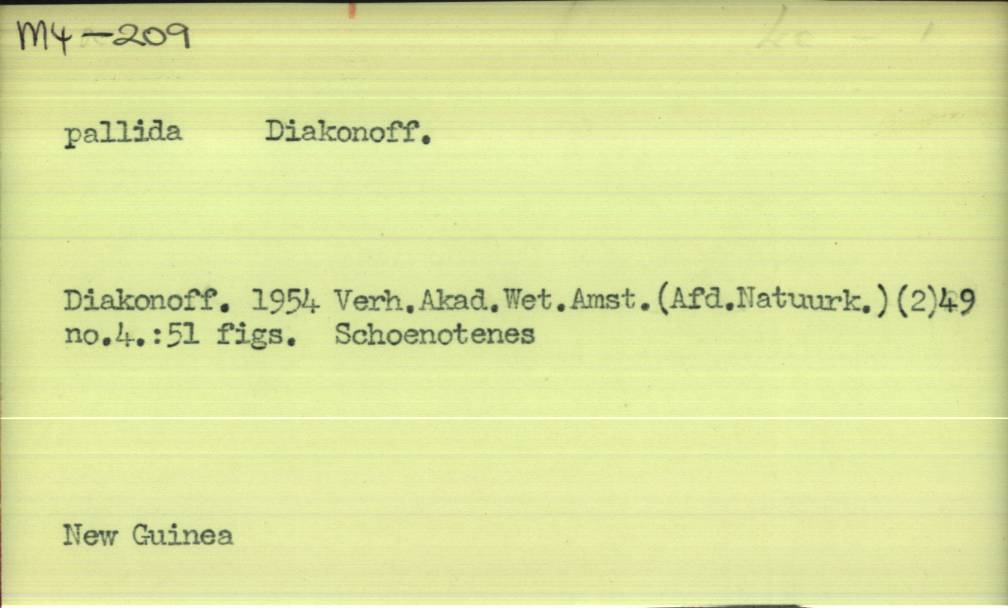 M4-209
pallida Diakonoff.
Diakonoff. 1954 Verh.Akad.Wet.Amst.(Afd.Natuurk.)(2)49
no.4.:51 figs. Schoenotenes
New Guinea